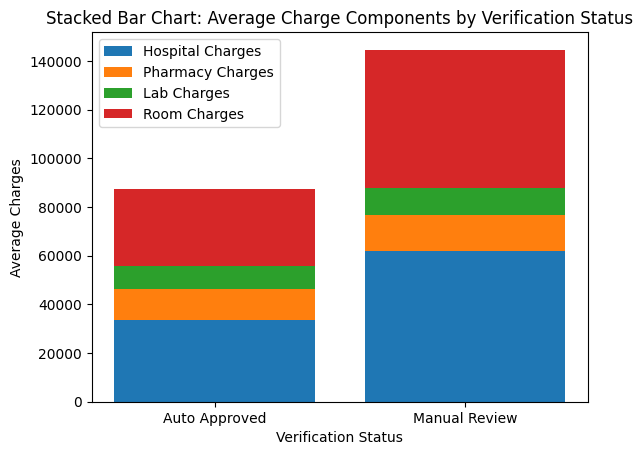 Stacked Bar Chart: Average Charge Components by Verification Status
Hospital Charges
Pharmacy Charges
Lab Charges
Room Charges
Average Charges
140000
120000
100000
80000
60000
40000
20000
0
Auto Approved
Manual Review
Verification Status